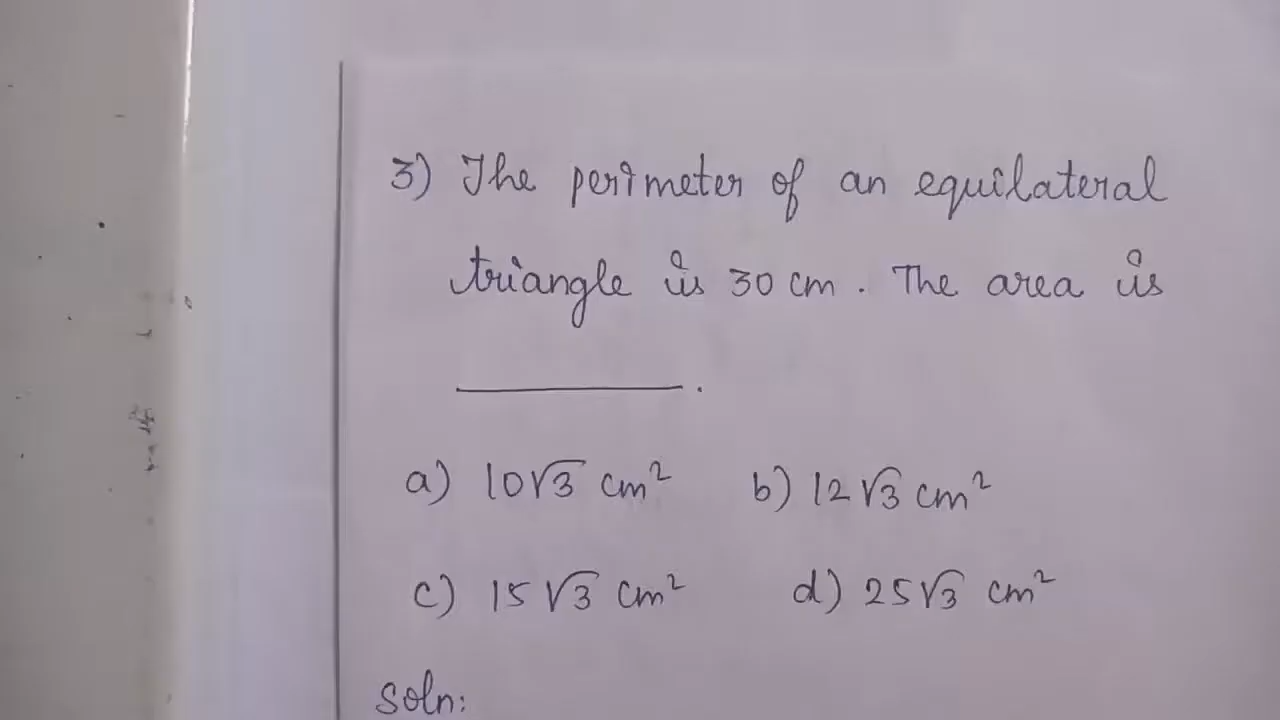 3) The perimeter of an equilateral
triangle is 30 cm. The area is
________.
a) 10√3 cm² b) 12√3 cm²
c) 15√3 cm² d) 25√3 cm²
Soln: